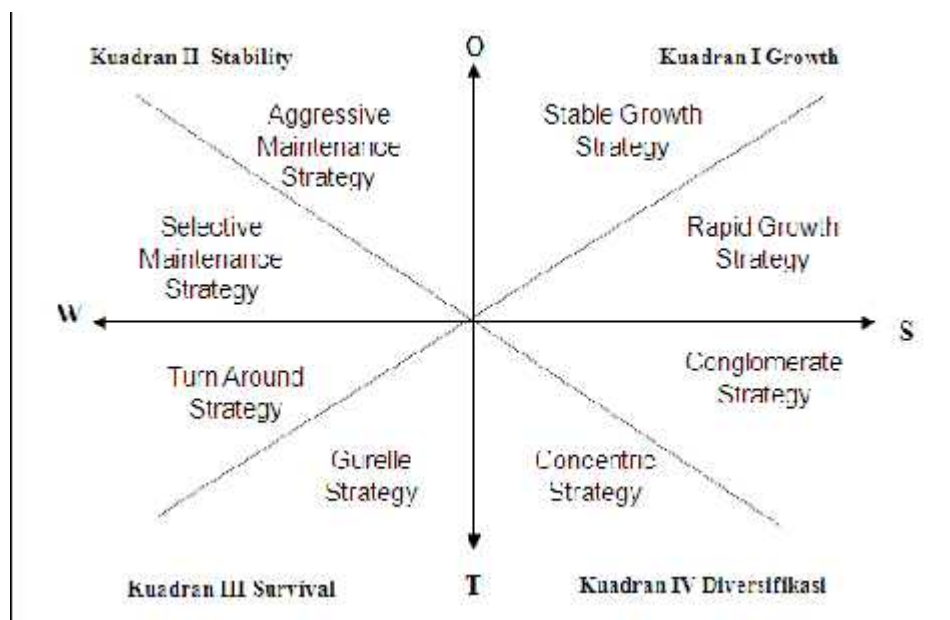 Kuadran II Stability
O
Kuadran I Growth
Aggressive
Maintenance
Strategy
Stable Growth
Strategy
Selective
Maintenance
Strategy
Rapid Growth
Strategy
W
S
Turn Around
Strategy
Conglomerate
Strategy
Gurelle
Strategy
Concentric
Strategy
Kuadran III Survival
T
Kuadran IV Diversifikasi